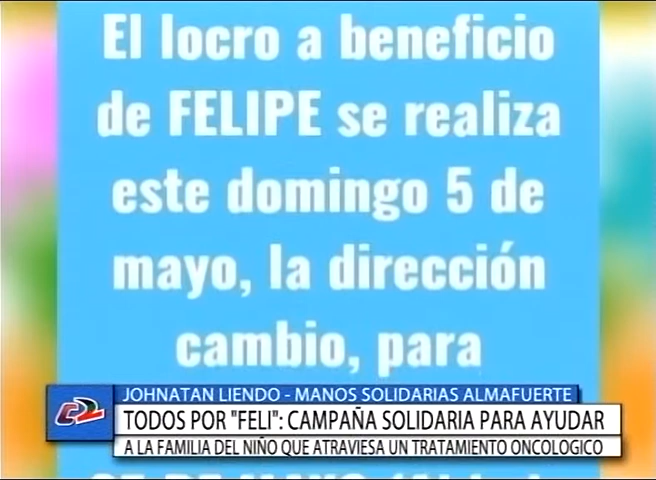 El locro a beneficio
de FELIPE se realiza
este domingo 5 de
mayo, la dirección
cambio, para
C2
JOHNATAN LIENDO - MANOS SOLIDARIAS ALMAFUERTE
TODOS POR "FELI": CAMPAÑA SOLIDARIA PARA AYUDAR
A LA FAMILIA DEL NIÑO QUE ATRAVIESA UN TRATAMIENTO ONCOLOGICO